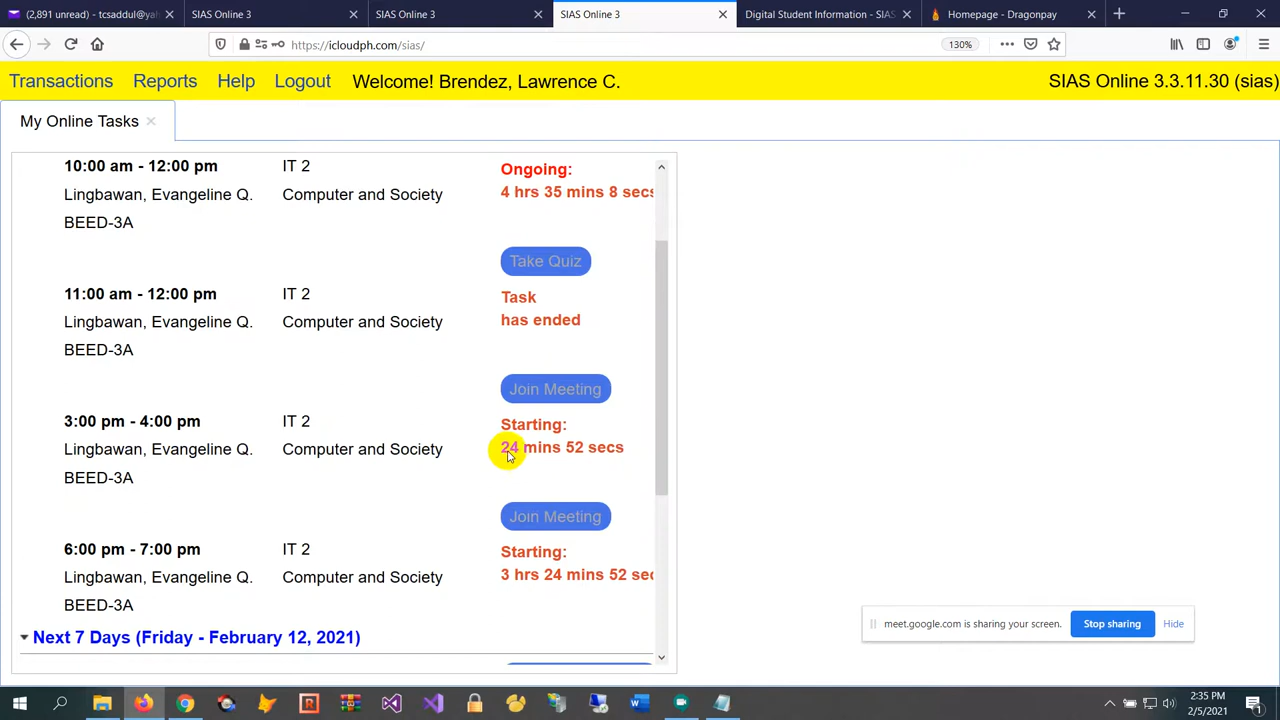 (2,891 unread) - tcsaddul@yah
SIAS Online 3
SIAS Online 3
SIAS Online 3
Digital Student Information - SIAS
Homepage - Dragonpay
https://icloudph.com/sias/
130%
Transactions Reports Help Logout Welcome! Brendez, Lawrence C. SIAS Online 3.3.11.30 (sias)
My Online Tasks
10:00 am - 12:00 pm IT 2 Ongoing:
Lingbawan, Evangeline Q. Computer and Society 4 hrs 35 mins 8 secs
BEED-3A
Take Quiz
11:00 am - 12:00 pm IT 2 Task
Lingbawan, Evangeline Q. Computer and Society has ended
BEED-3A
Join Meeting
3:00 pm - 4:00 pm IT 2 Starting:
Lingbawan, Evangeline Q. Computer and Society 24 mins 52 secs
BEED-3A
Join Meeting
6:00 pm - 7:00 pm IT 2 Starting:
Lingbawan, Evangeline Q. Computer and Society 3 hrs 24 mins 52 sec
BEED-3A
Next 7 Days (Friday - February 12, 2021)
meet.google.com is sharing your screen. Stop sharing Hide
2:35 PM
2/5/2021